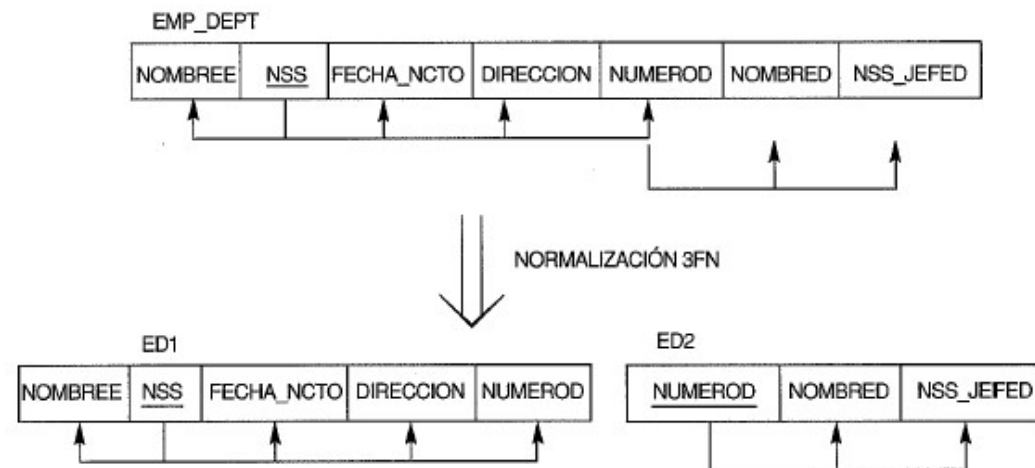 EMP_DEPT
NOMBREE NSS FECHA_NCTO DIRECCION NUMEROD NOMBRED NSS_JEFED
NORMALIZACIÓN 3FN
ED1
NOMBREE NSS FECHA_NCTO DIRECCION NUMEROD
ED2
NUMEROD NOMBRED NSS_JEFED